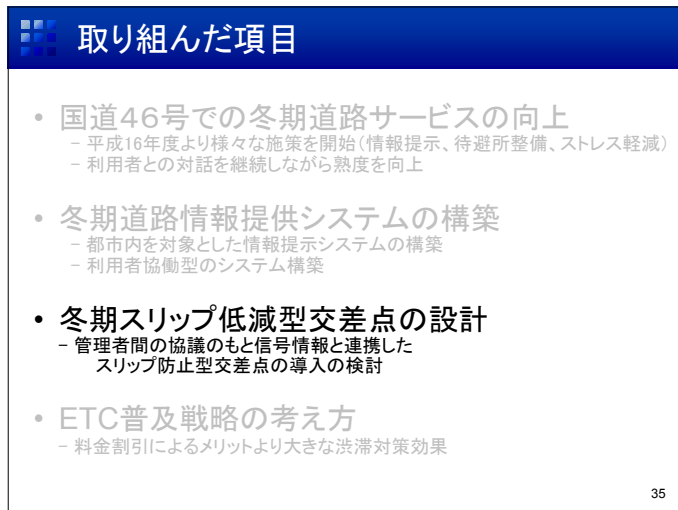 取り組んだ項目
• 国道46号での冬期道路サービスの向上
− 平成16年度より様々な施策を開始(情報提示、待避所整備、ストレス軽減)
− 利用者との対話を継続しながら熟度を向上
• 冬期道路情報提供システムの構築
− 都市内を対象とした情報提示システムの構築
− 利用者協働型のシステム構築
• 冬期スリップ低減型交差点の設計
− 管理者間の協議のもと信号情報と連携した
スリップ防止型交差点の導入の検討
• ETC普及戦略の考え方
− 料金割引によるメリットより大きな渋滞対策効果
35